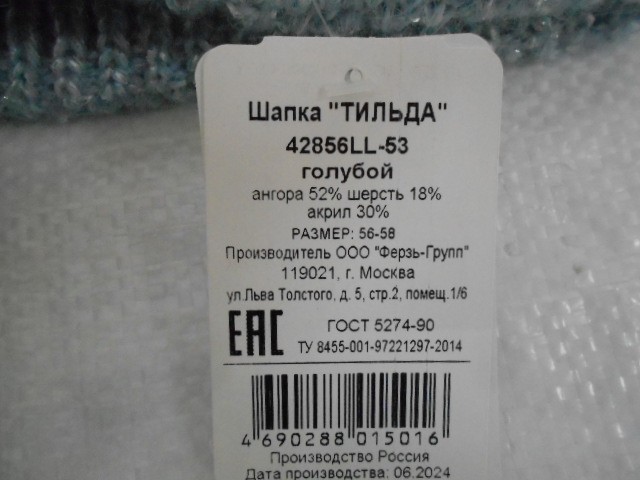 Шапка "ТИЛЬДА"
42856LL-53
голубой
ангора 52% шерсть 18%
акрил 30%
РАЗМЕР: 56-58
Производитель ООО "Ферзь-Групп"
119021, г. Москва
ул.Льва Толстого, д. 5, стр.2, помещ.1/6
ЕАС ГОСТ 5274-90
ТУ 8455-001-97221297-2014
4 690288 015016
Производство Россия
Дата производства: 06.2024